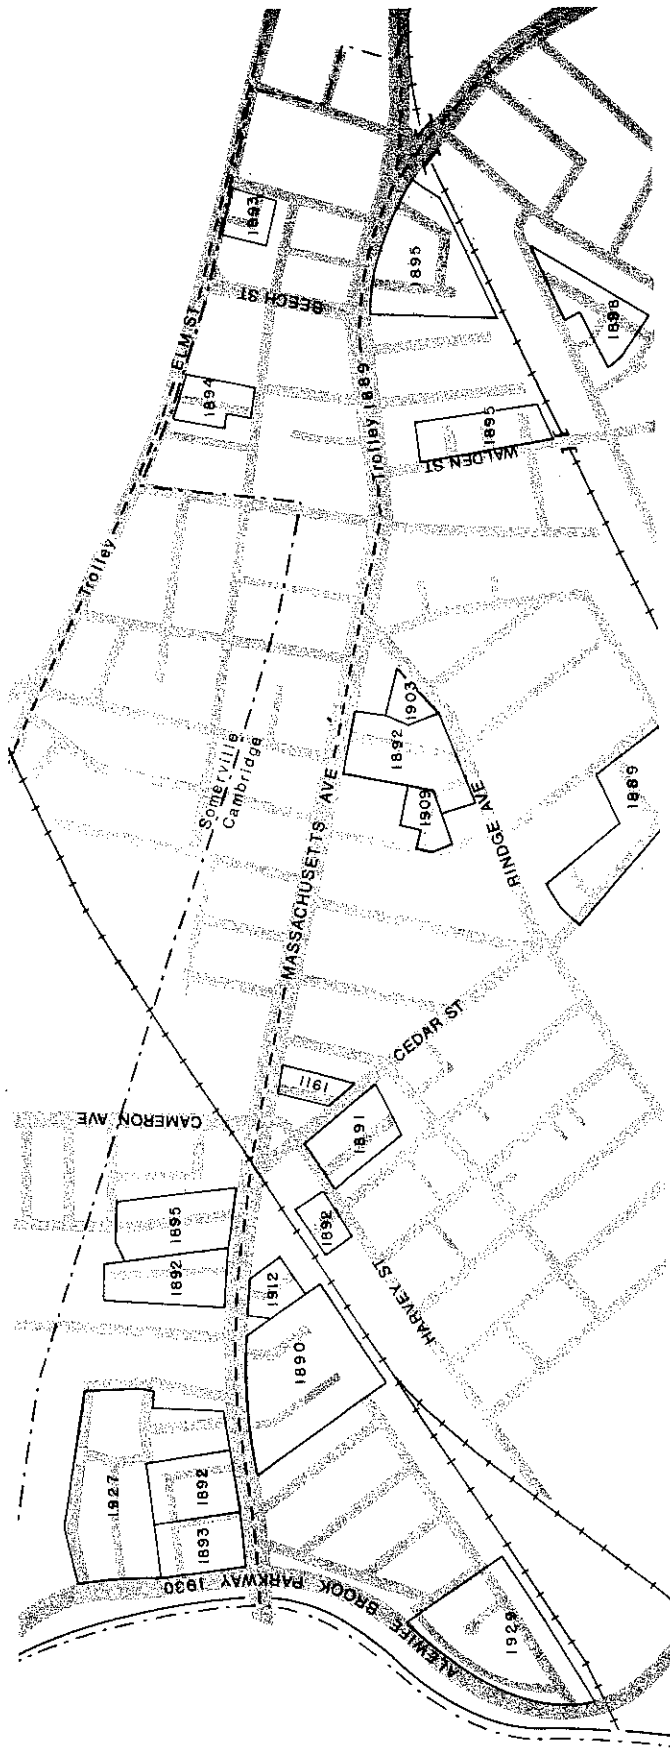 1893
BEECH ST
ELM ST
1895
1888
1894
Trolley 1889
1895
WALDEN ST
Trolley
1903
1892
Somerville
Cambridge
MASSACHUSETTS AVE
1909
RINDGE AVE
1889
CEDAR ST
1911
CAMERON AVE
1891
1895
1892
1892
1912
HARVEY ST
1890
1927
1892
1893
ALEWIFE BROOK PARKWAY 1930
1929